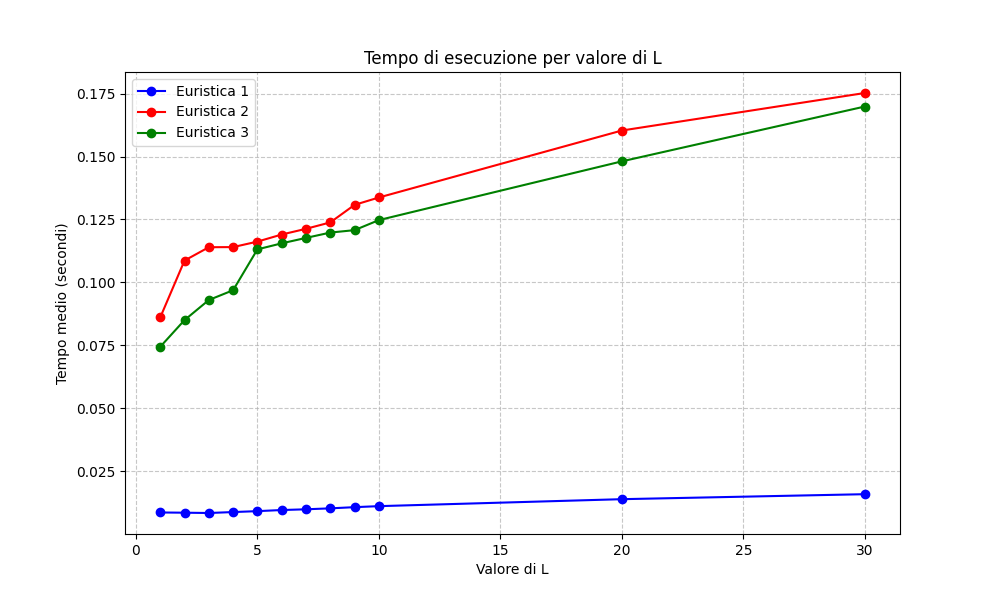 Tempo di esecuzione per valore di L
Euristica 1
Euristica 2
Euristica 3
Tempo medio (secondi)
0.175
0.150
0.125
0.100
0.075
0.050
0.025
0 5 10 15 20 25 30
Valore di L